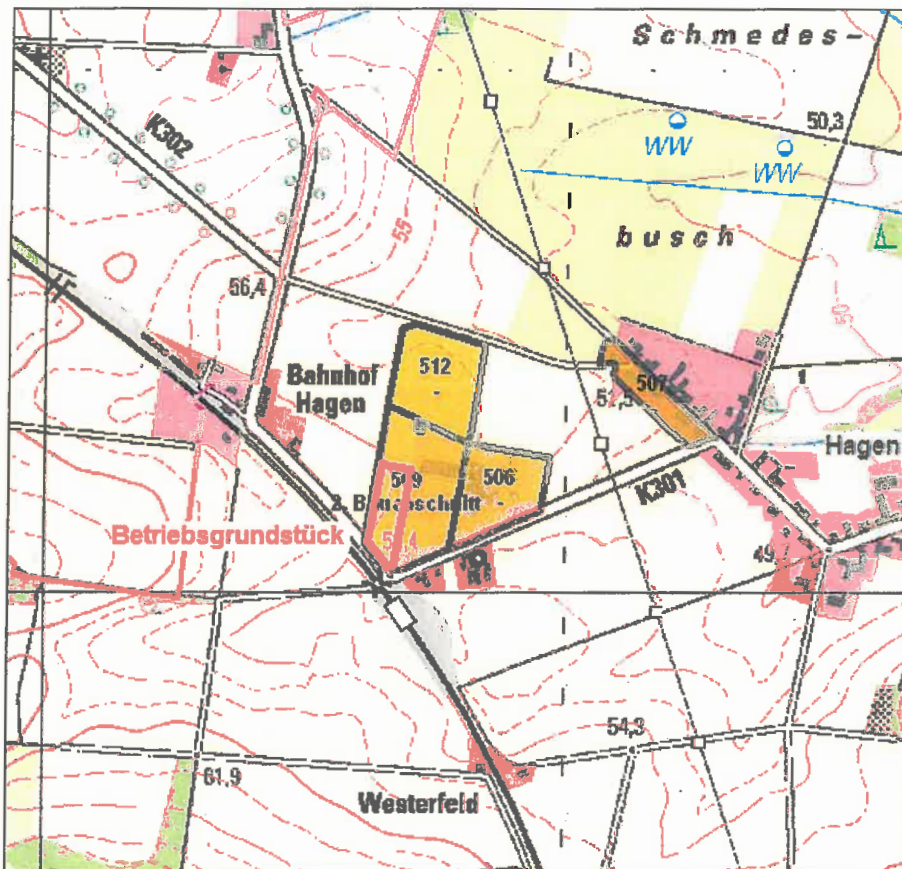 Schmedes-
K302
50,3
WW
WW
55
busch
56,4
512
Bahnhof
Hagen
507
1
Hagen
509
506
K301
Betriebsgrundstück
49
54,3
61,9
Westerfeld